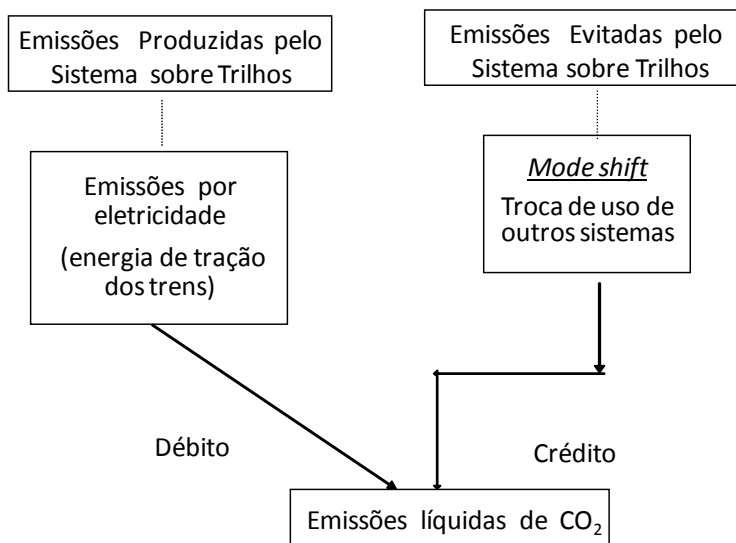 Emissões Produzidas pelo
Sistema sobre Trilhos
Emissões Evitadas pelo
Sistema sobre Trilhos
Emissões por
eletricidade
(energia de tração
dos trens)
Mode shift
Troca de uso de
outros sistemas
Débito
Crédito
Emissões líquidas de CO₂